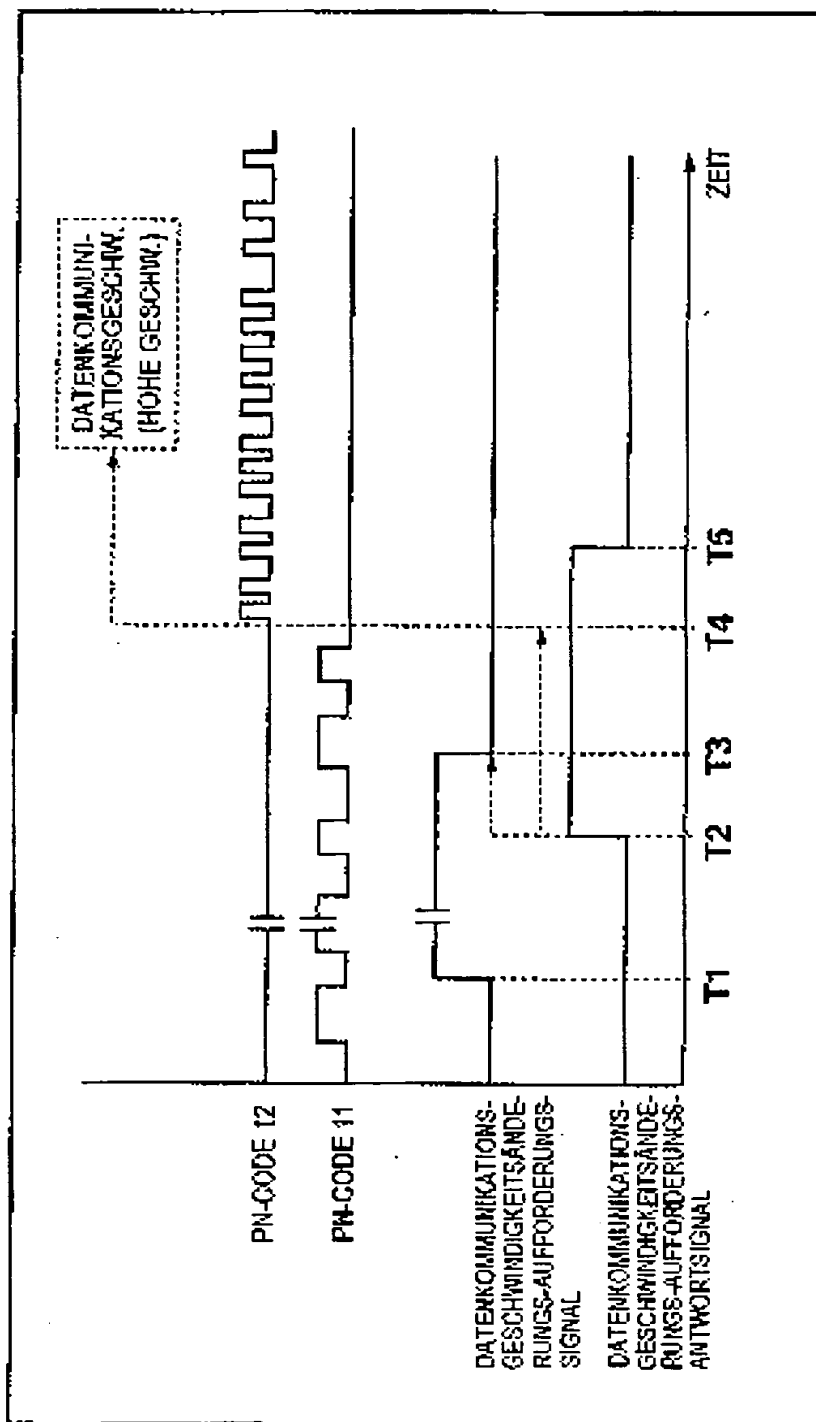 DATENKOMMUNI-
KATIONSGESCHW.
(HOHE GESCHW.)
PN-CODE 12
PN-CODE 11
DATENKOMMUNIKATIONS-
GESCHWINDIGKEITSÄNDE-
RUNGS-AUFFORDERUNGS-
SIGNAL
DATENKOMMUNIKATIONS-
GESCHWINDIGKEITSÄNDE-
RUNGS-AUFFORDERUNGS-
ANTWORTSIGNAL
T1 T2 T3 T4 T5 ZEIT